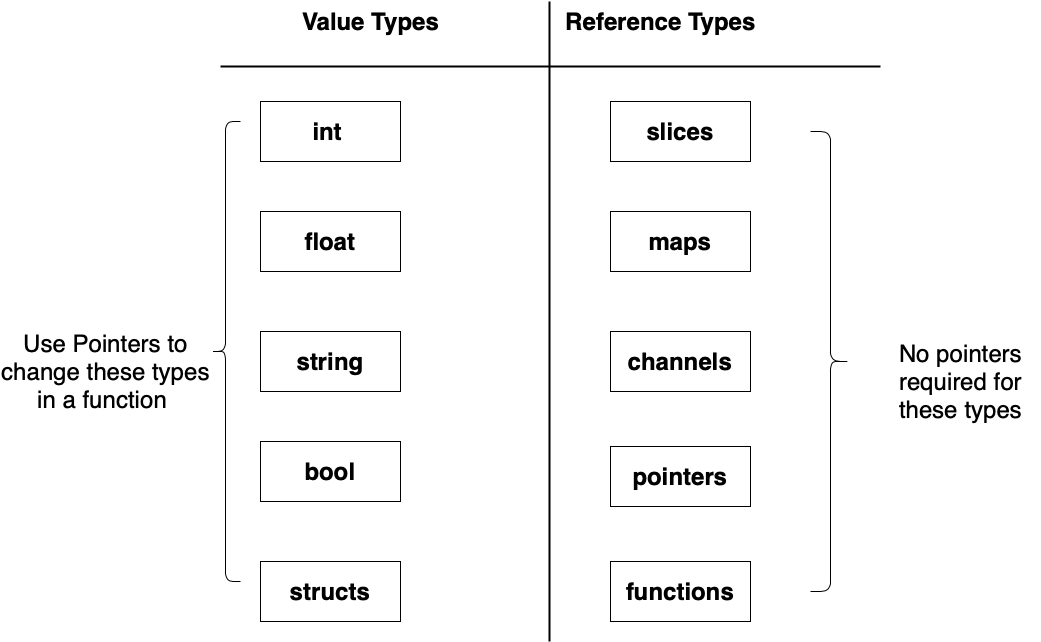 Value Types
Reference Types
int
float
string
bool
structs
Use Pointers to
change these types
in a function
slices
maps
channels
pointers
functions
No pointers
required for
these types